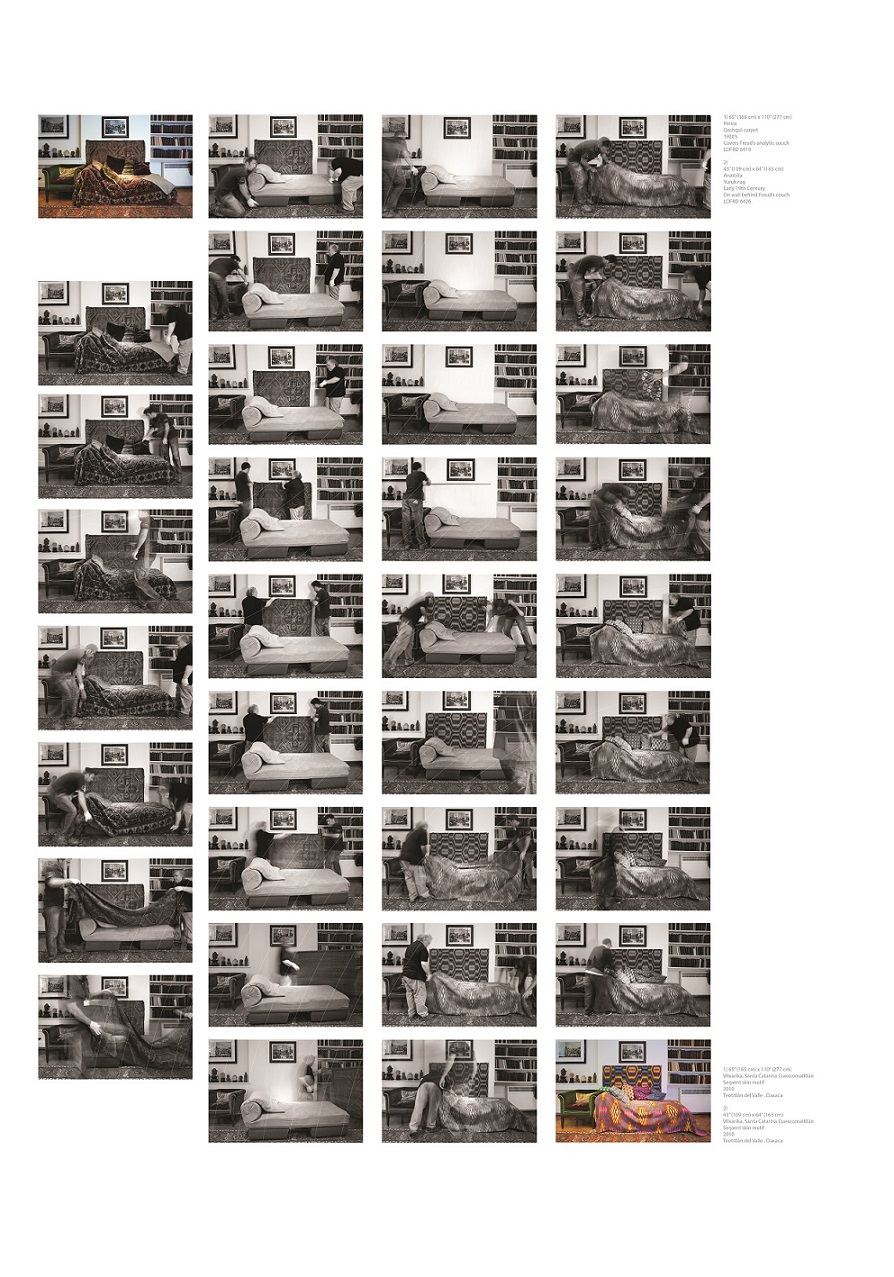 1) 65" (165 cm) x 110" (277 cm)
Persia
Qashqa'i carpet
Covers Freud's analytic couch
LDFRD 6410
2)
43" (109 cm) x 64" (163 cm)
Anatolia
Yuruk rug
Early 19th Century
On wall behind Freud's couch
LDFRD 6426
1) 65" (165 cm) x 110" (277 cm)
Wixarika, Santa Catarina
Serpent skin motif
2010
Teotitlán del Valle, Oaxaca
2)
43" (109 cm) x 64" (163 cm)
Wixarika, Santa Catarina
Serpent skin motif
2010
Teotitlán del Valle, Oaxaca